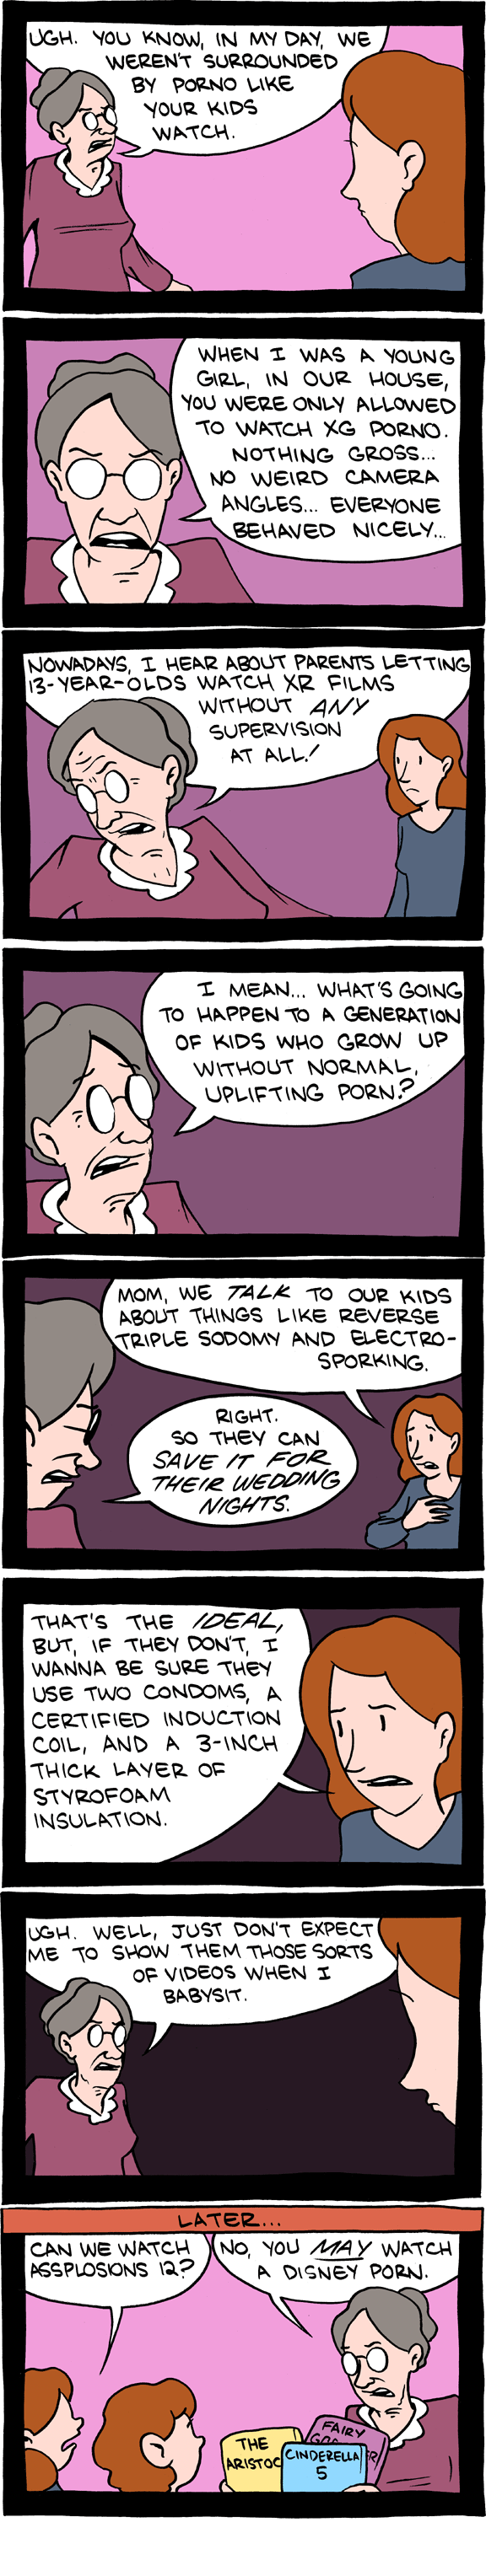 UGH. YOU KNOW, IN MY DAY, WE
WEREN'T SURROUNDED
BY PORNO LIKE
YOUR KIDS
WATCH.
WHEN I WAS A YOUNG
GIRL, IN OUR HOUSE,
YOU WERE ONLY ALLOWED
TO WATCH XG PORNO.
NOTHING GROSS...
NO WEIRD CAMERA
ANGLES... EVERYONE
BEHAVED NICELY...
NOWADAYS, I HEAR ABOUT PARENTS LETTING
13-YEAR-OLDS WATCH XR FILMS
WITHOUT ANY
SUPERVISION
AT ALL!
I MEAN... WHAT'S GOING
TO HAPPEN TO A GENERATION
OF KIDS WHO GROW UP
WITHOUT NORMAL,
UPLIFTING PORN?
MOM, WE TALK TO OUR KIDS
ABOUT THINGS LIKE REVERSE
TRIPLE SODOMY AND ELECTRO-
SPORKING.
RIGHT.
SO THEY CAN
SAVE IT FOR
THEIR WEDDING
NIGHTS.
THAT'S THE IDEAL,
BUT, IF THEY DON'T, I
WANNA BE SURE THEY
USE TWO CONDOMS, A
CERTIFIED INDUCTION
COIL, AND A 3-INCH
THICK LAYER OF
STYROFOAM
INSULATION.
UGH. WELL, JUST DON'T EXPECT
ME TO SHOW THEM THOSE SORTS
OF VIDEOS WHEN I
BABYSIT.
LATER...
CAN WE WATCH
ASSPLOSIONS 12?
NO, YOU MAY WATCH
A DISNEY PORN.
THE
ARISTOC
FAIRY
CINDERELLA
5